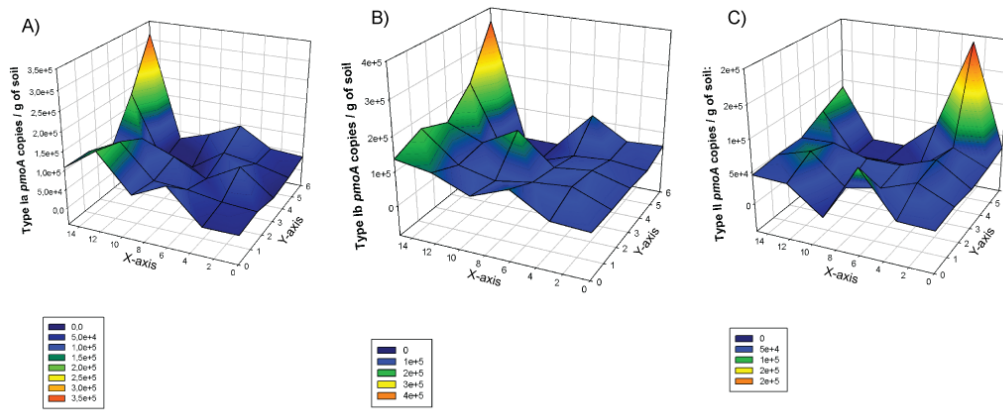 A)
Type Ia pmoA copies / g of soil
3,5e+5
3,0e+5
2,5e+5
2,0e+5
1,5e+5
1,0e+5
5,0e+4
0,0
14
12
10
8
6
4
2
0
X-axis
0
1
2
3
4
5
6
Y-axis
0,0
5,0e+4
1,0e+5
1,5e+5
2,0e+5
2,5e+5
3,0e+5
3,5e+5
B)
Type Ib pmoA copies / g of soil
4e+5
3e+5
2e+5
1e+5
0
14
12
10
8
6
4
2
0
X-axis
0
1
2
3
4
5
6
Y-axis
0
1e+5
2e+5
3e+5
4e+5
C)
Type II pmoA copies / g of soil:
2e+5
2e+5
1e+5
5e+4
0
14
12
10
8
6
4
2
0
X-axis
0
1
2
3
4
5
6
Y-axis
0
5e+4
1e+5
2e+5
2e+5